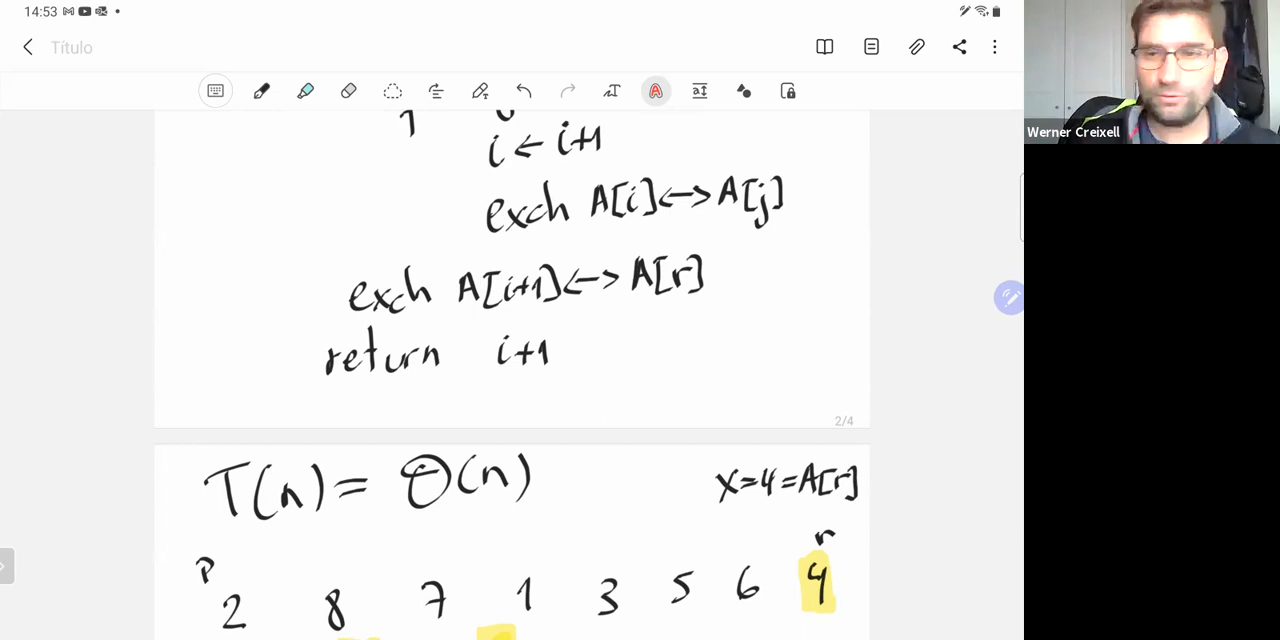 14:53
Título
Werner Creixell
i ← i+1
exch A[i] <-> A[j]
exch A[i+1] <-> A[r]
return i+1
2/4
T(n) = Θ(n)
x=4=A[r]
p r
2 8 7 1 3 5 6 4